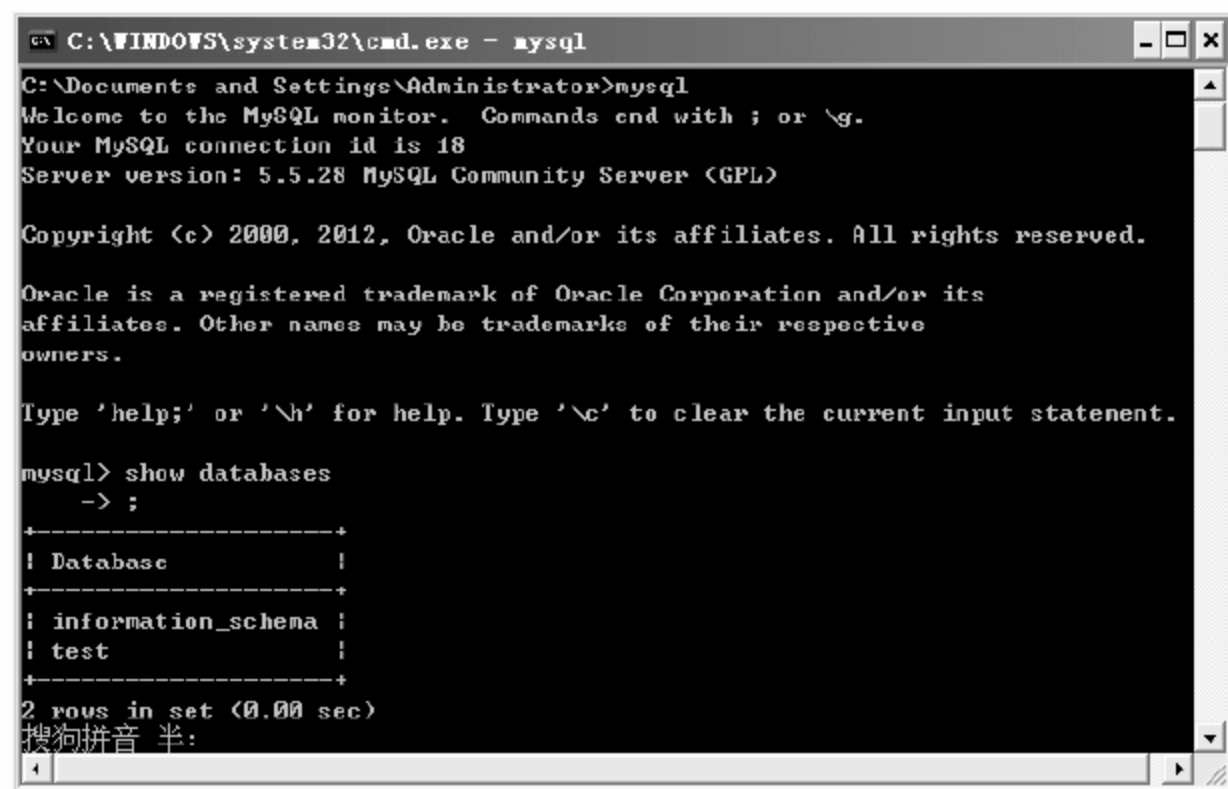 C:\WINDOWS\system32\cmd.exe - mysql
C:\Documents and Settings\Administrator>mysql
Welcome to the MySQL monitor.  Commands end with ; or \g.
Your MySQL connection id is 18
Server version: 5.5.28 MySQL Community Server (GPL)
Copyright (c) 2000, 2012, Oracle and/or its affiliates. All rights reserved.
Oracle is a registered trademark of Oracle Corporation and/or its
affiliates. Other names may be trademarks of their respective
owners.
Type 'help;' or '\h' for help. Type '\c' to clear the current input statement.
mysql> show databases
    -> ;
+--------------------+
| Database           |
+--------------------+
| information_schema |
| test               |
+--------------------+
2 rows in set (0.00 sec)
搜狗拼音 半: